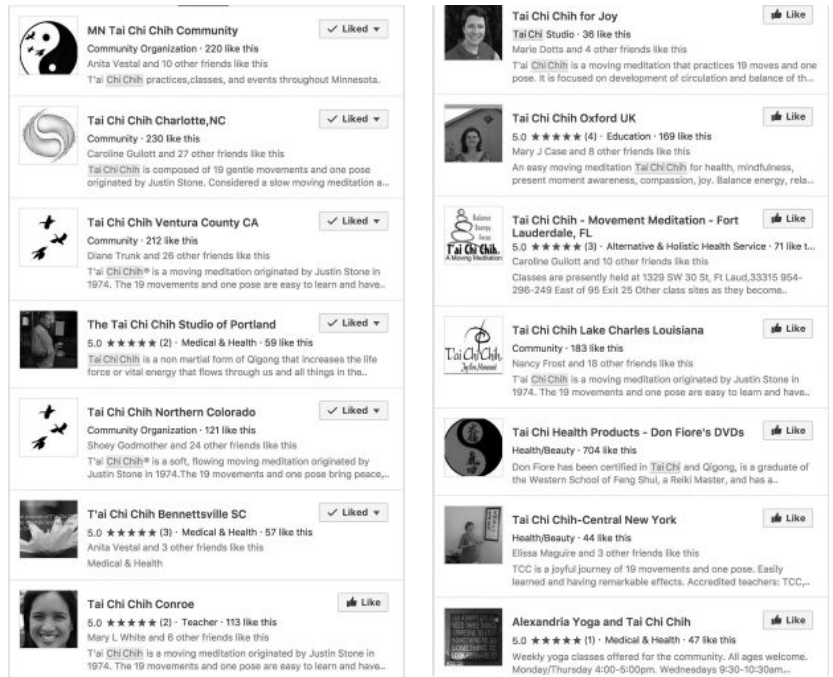 MN Tai Chi Chih Community
Liked
Community Organization · 220 like this
Anita Vestal and 10 other friends like this
T'ai Chi Chih practices,classes, and events throughout Minnesota.
Tai Chi Chih Charlotte,NC
Liked
Community · 230 like this
Caroline Guilott and 27 other friends like this
Tai Chi Chih is composed of 19 gentle movements and one pose
originated by Justin Stone. Considered a slow moving meditation a...
Tai Chi Chih Ventura County CA
Liked
Community · 212 like this
Diane Trunk and 26 other friends like this
T'ai Chi Chih® is a moving meditation originated by Justin Stone in
1974. The 19 movements and one pose are easy to learn and have..
The Tai Chi Chih Studio of Portland
Liked
5.0 ★★★★★ (2) · Medical & Health · 59 like this
Tai Chi Chih is a non martial form of Qigong that increases the life
force or vital energy that flows through us and all things in the..
Tai Chi Chih Northern Colorado
Liked
Community Organization · 121 like this
Shoey Godmother and 24 other friends like this
T'ai Chi Chih® is a soft, flowing moving meditation originated by
Justin Stone in 1974.The 19 movements and one pose bring peace,..
T'ai Chi Chih Bennettsville SC
Liked
5.0 ★★★★★ (3) · Medical & Health · 57 like this
Anita Vestal and 3 other friends like this
Medical & Health
Tai Chi Chih Conroe
Like
5.0 ★★★★★ (2) · Teacher · 113 like this
Mary L White and 6 other friends like this
T'ai Chi Chih is a moving meditation originated by Justin Stone in
1974. The 19 movements and one pose are easy to learn and have..
Tai Chi Chih for Joy
Like
Tai Chi Studio · 36 like this
Marie Dotts and 4 other friends like this
T'ai Chi Chih is a moving meditation that practices 19 moves and one
pose. It is focused on development of circulation and balance of th...
Tai Chi Chih Oxford UK
Like
5.0 ★★★★★ (4) · Education · 169 like this
Mary J Case and 8 other friends like this
An easy moving meditation Tai Chi Chih for health, mindfulness,
present moment awareness, compassion, joy. Balance energy, rela...
Balance
Energy
Focus
T'ai Chi Chih
A Moving Meditation
Tai Chi Chih - Movement Meditation - Fort
Lauderdale, FL
Like
5.0 ★★★★★ (3) · Alternative & Holistic Health Service · 71 like t...
Caroline Guilott and 10 other friends like this
Classes are presently held at 1329 SW 30 St, Ft Laud,33315 954-
296-249 East of 95 Exit 25 Other class sites as they become..
T'ai Chi Chih
Joy thru Movement
Tai Chi Chih Lake Charles Louisiana
Like
Community · 183 like this
Nancy Frost and 18 other friends like this
T'ai Chi Chih is a moving meditation originated by Justin Stone in
1974. The 19 movements and one pose are easy to learn and have..
Tai Chi Health Products - Don Fiore's DVDs
Like
Health/Beauty · 704 like this
Don Fiore has been certified in Tai Chi and Qigong, is a graduate of
the Western School of Feng Shui, a Reiki Master, and has a..
Tai Chi Chih-Central New York
Like
Health/Beauty · 44 like this
Elissa Maguire and 3 other friends like this
TCC is a joyful journey of 19 movements and one pose. Easily
learned and having remarkable effects. Accredited teachers: TCC,..
Alexandria Yoga and Tai Chi Chih
Like
5.0 ★★★★★ (1) · Medical & Health · 47 like this
Weekly yoga classes offered for the community. All ages welcome.
Monday/Thursday 4:00-5:00pm. Wednesdays 9:30-10:30am...